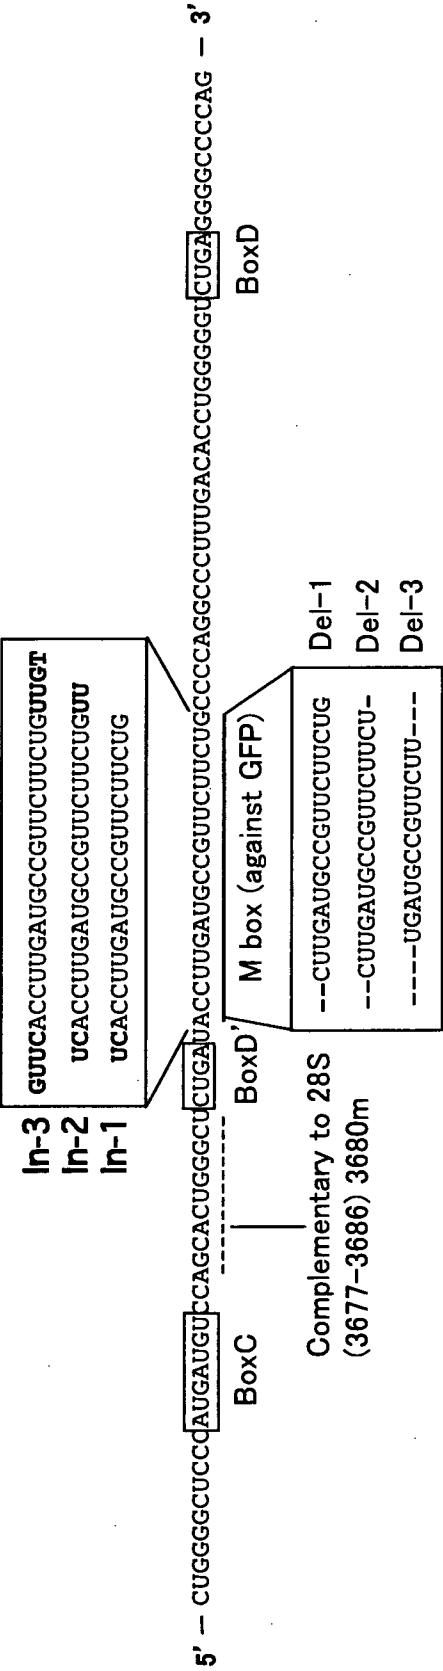 In-3 GUUCACCUUGAUGCCGUUCUUCUGUUGT
In-2 UCACCUUGAUGCCGUUCUUCUGUU
In-1 UCACCUUGAUGCCGUUCUUCUG
5' — CUGGGGCUCCCAUGAUGUCCAGCACUGGGCUCUGAUACCUUGAUGCCGUUCUUCUGCCCCAGGCCCUUUGACACCUGGGGGUCUGAGGGGCCCCAG — 3'
BoxC
BoxD'
M box (against GFP)
BoxD
Complementary to 28S
(3677-3686) 3680m
--CUUGAUGCCGUUCUUCUG Del-1
--CUUGAUGCCGUUCUUCU- Del-2
-----UGAUGCCGUUCUU--- Del-3